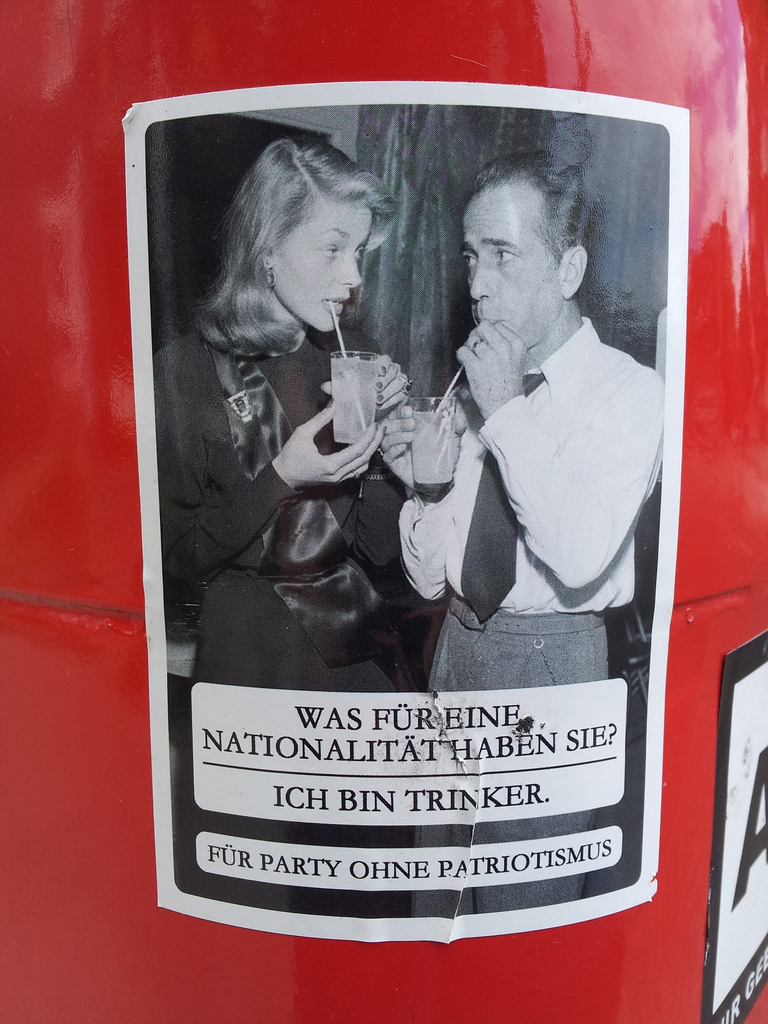 WAS FÜR EINE
NATIONALITÄT HABEN SIE?
ICH BIN TRINKER.
FÜR PARTY OHNE PATRIOTISMUS
A